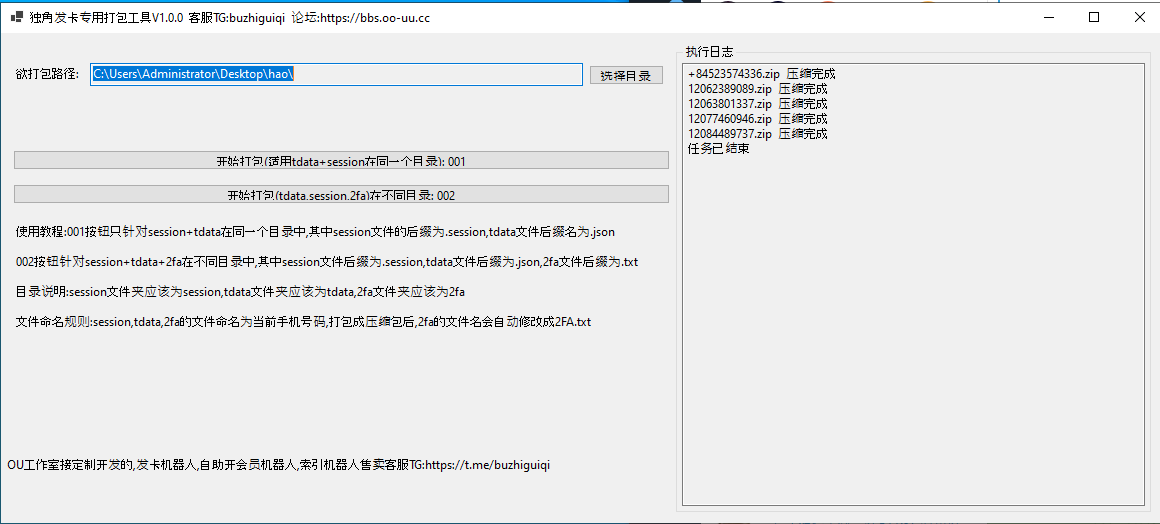 独角发卡专用打包工具V1.0.0 客服TG:buzhiguiqi 论坛:https://bbs.oo-uu.cc
欲打包路径:
C:\Users\Administrator\Desktop\hao\
选择目录
开始打包(适用tdata+session在同一个目录): 001
开始打包(tdata,session,2fa)在不同目录: 002
使用教程:001按钮只针对session+tdata在同一个目录中,其中session文件的后缀为.session,tdata文件后缀名为.json
002按钮针对session+tdata+2fa在不同目录中,其中session文件后缀为.session,tdata文件后缀为.json,2fa文件后缀为.txt
目录说明:session文件夹应该为session,tdata文件夹应该为tdata,2fa文件夹应该为2fa
文件命名规则:session,tdata,2fa的文件命名为当前手机号码,打包成压缩包后,2fa的文件名会自动修改成2FA.txt
OU工作室接定制开发的,发卡机器人,自助开会员机器人,索引机器人售卖客服TG:https://t.me/buzhiguiqi
执行日志
+84523574336.zip 压缩完成
12062389089.zip 压缩完成
12063801337.zip 压缩完成
12077460946.zip 压缩完成
12084489737.zip 压缩完成
任务已结束